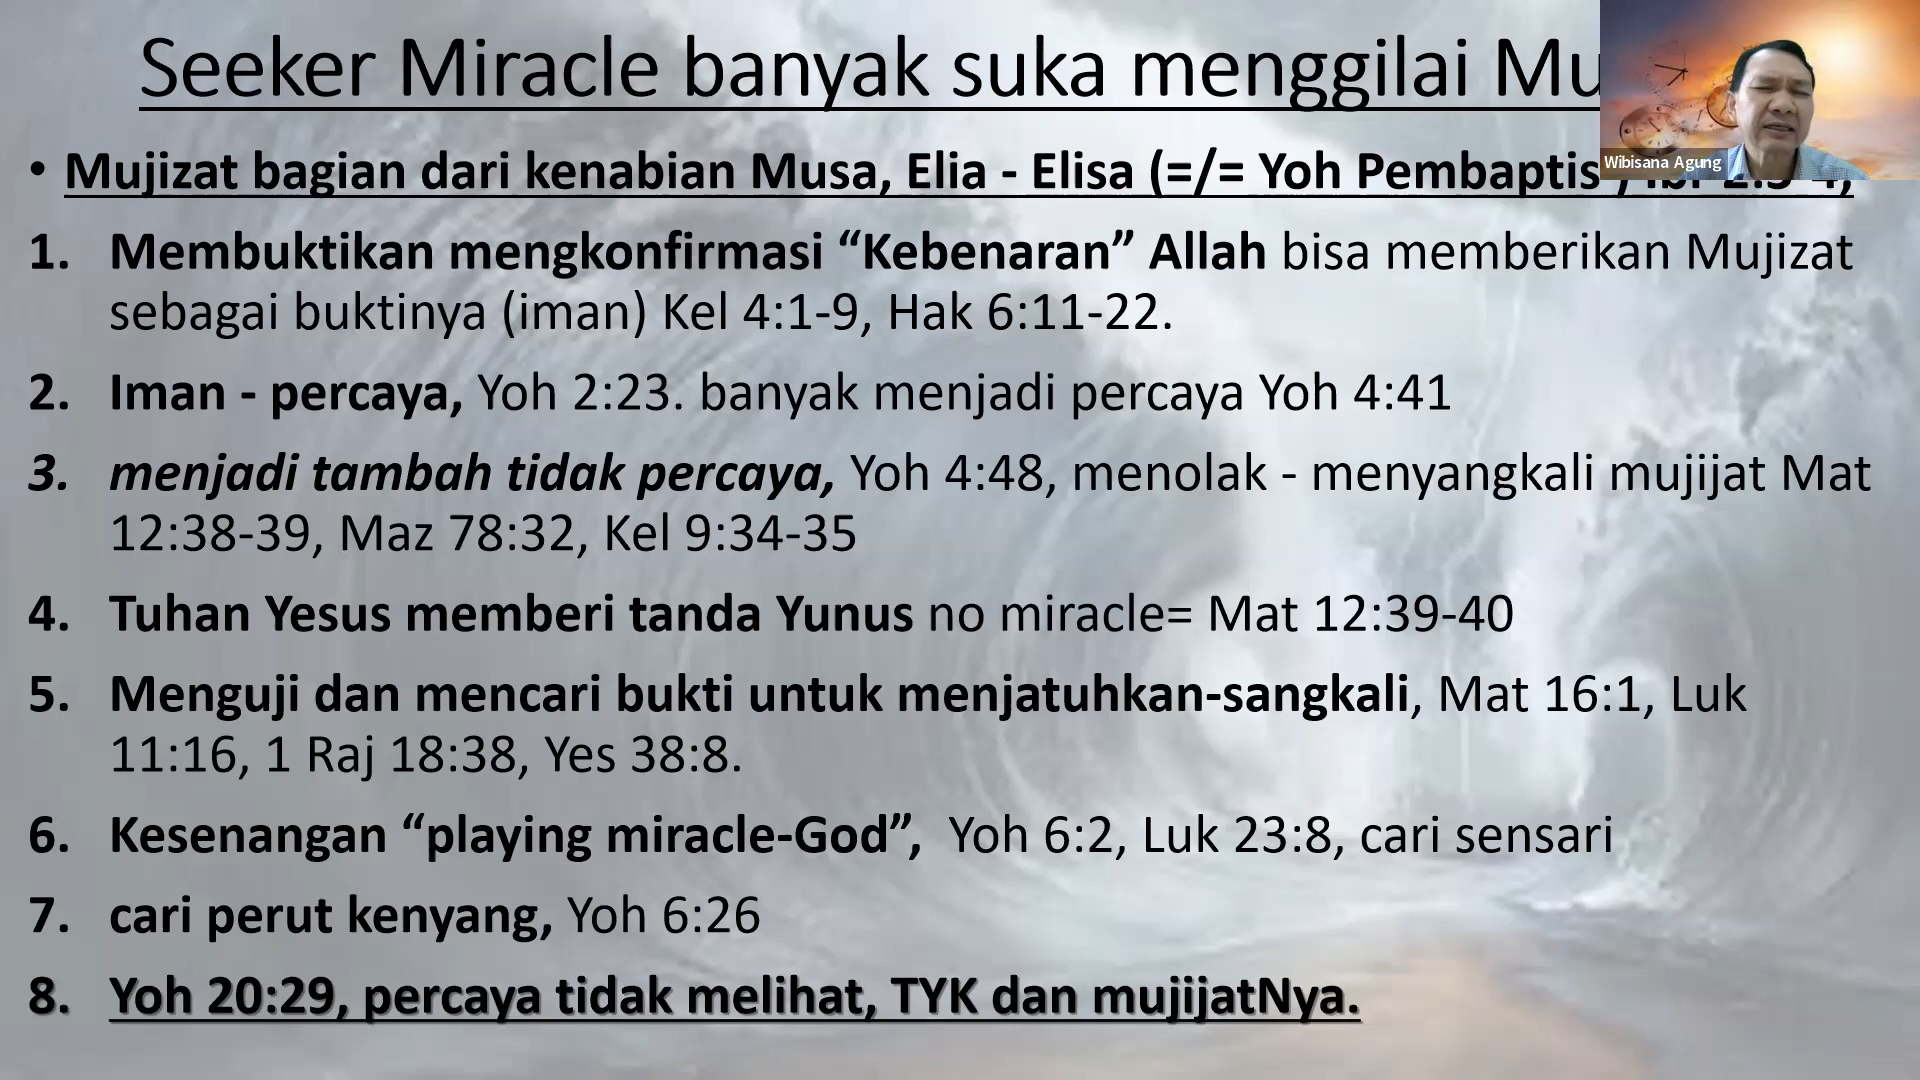 Seeker Miracle banyak suka menggilai Mu
Wibisana Agung
• Mujizat bagian dari kenabian Musa, Elia - Elisa (=/= Yoh Pembaptis
1. Membuktikan mengkonfirmasi “Kebenaran” Allah bisa memberikan Mujizat
sebagai buktinya (iman) Kel 4:1-9, Hak 6:11-22.
2. Iman - percaya, Yoh 2:23. banyak menjadi percaya Yoh 4:41
3. menjadi tambah tidak percaya, Yoh 4:48, menolak - menyangkali mujijat Mat
12:38-39, Maz 78:32, Kel 9:34-35
4. Tuhan Yesus memberi tanda Yunus no miracle= Mat 12:39-40
5. Menguji dan mencari bukti untuk menjatuhkan-sangkali, Mat 16:1, Luk
11:16, 1 Raj 18:38, Yes 38:8.
6. Kesenangan “playing miracle-God”, Yoh 6:2, Luk 23:8, cari sensari
7. cari perut kenyang, Yoh 6:26
8. Yoh 20:29, percaya tidak melihat, TYK dan mujijatNya.